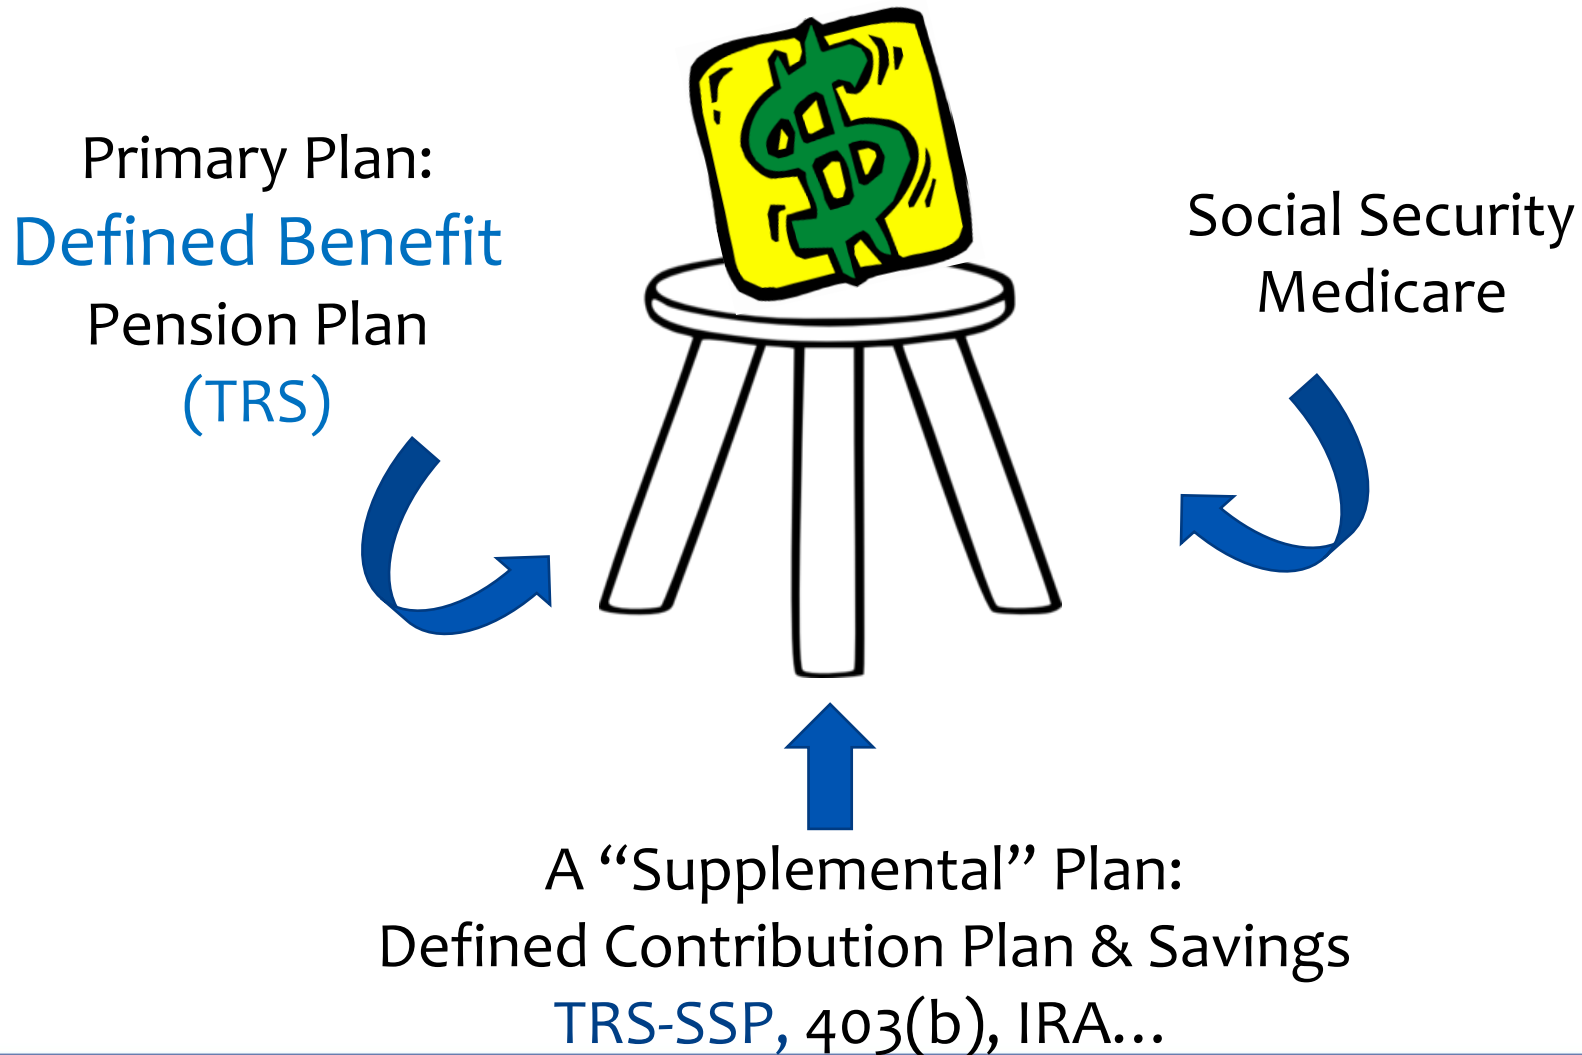 Primary Plan:
Defined Benefit
Pension Plan
(TRS)
$
Social Security
Medicare
A “Supplemental” Plan:
Defined Contribution Plan & Savings
TRS-SSP, 403(b), IRA…